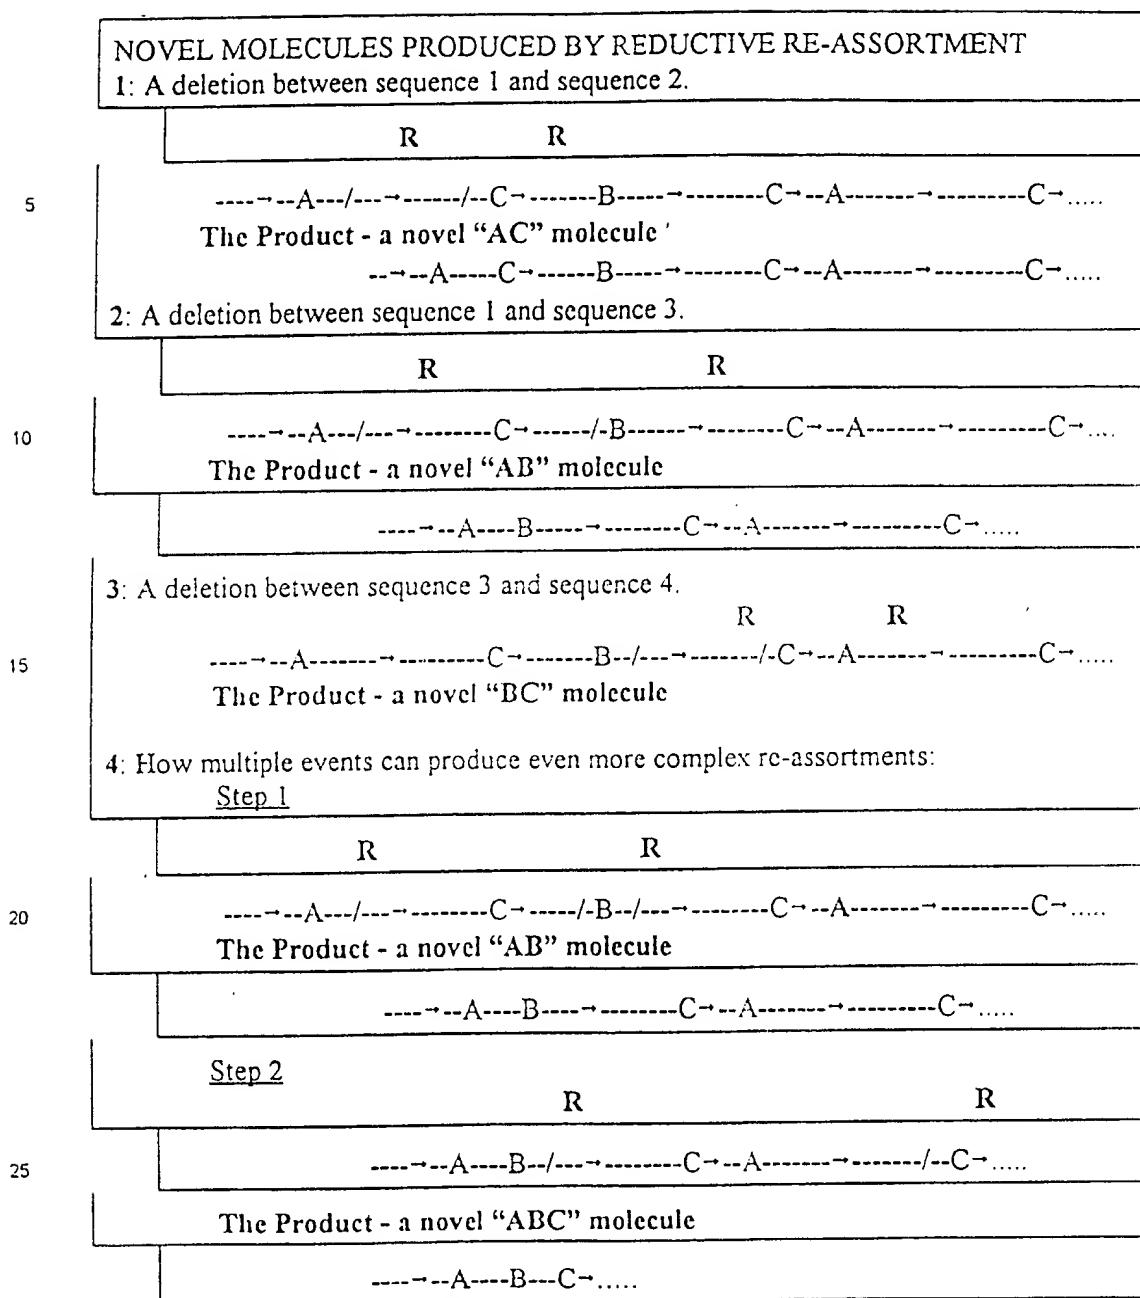 NOVEL MOLECULES PRODUCED BY REDUCTIVE RE-ASSORTMENT
1: A deletion between sequence 1 and sequence 2.
R R
5 ----→--A---/---→------/--C→-------B-----→--------C→--A-------→---------C→.....
The Product - a novel "AC" molecule
--→--A-----C→------B-----→--------C→--A-------→---------C→.....
2: A deletion between sequence 1 and sequence 3.
R R
10 ----→--A---/---→--------C→------/-B------→--------C→--A-------→---------C→....
The Product - a novel "AB" molecule
----→--A----B-----→--------C→--A-------→---------C→.....
3: A deletion between sequence 3 and sequence 4.
R R
15 ----→--A-------→---------C→-------B--/---→-------/-C→--A-------→---------C→.....
The Product - a novel "BC" molecule
4: How multiple events can produce even more complex re-assortments:
Step 1
R R
20 ----→--A---/---→--------C→-----/-B--/---→--------C→--A-------→---------C→.....
The Product - a novel "AB" molecule
----→--A----B----→--------C→--A-------→---------C→.....
Step 2
R R
25 ----→--A----B--/---→--------C→--A-------→-------/--C→.....
The Product - a novel "ABC" molecule
----→--A----B---C→.....